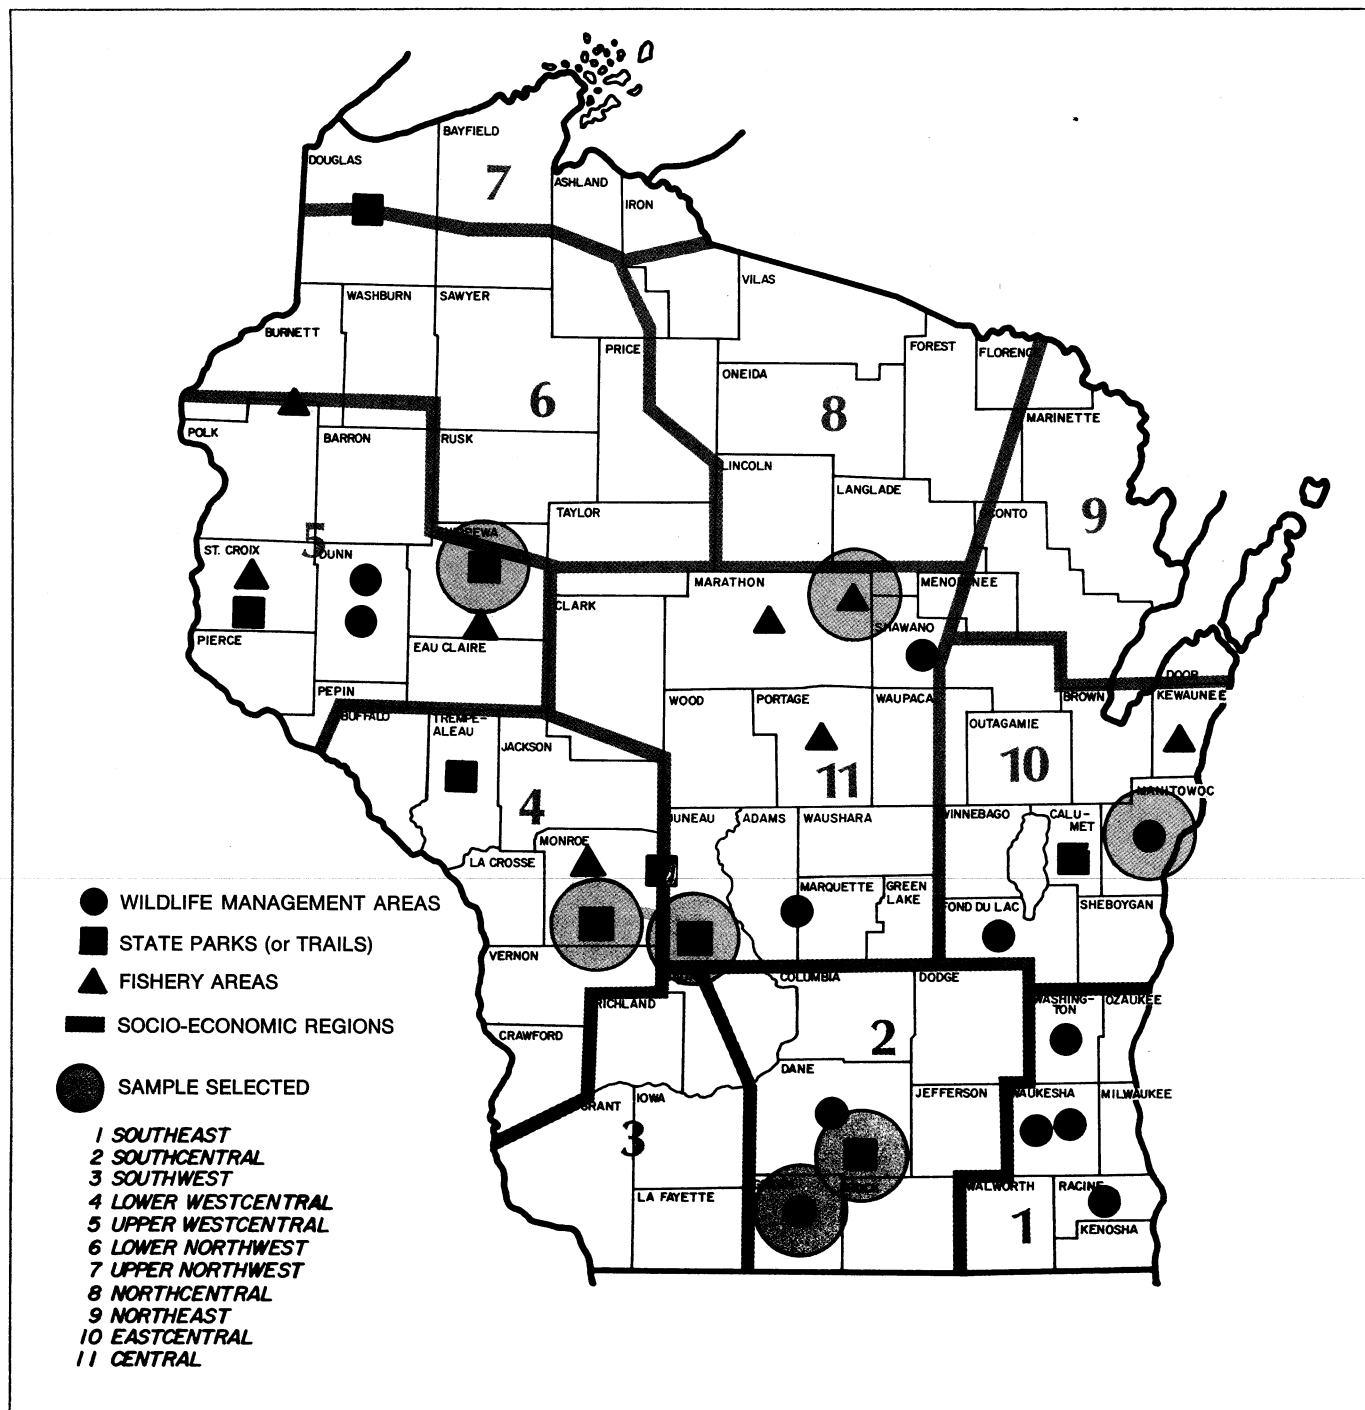 BAYFIELD
DOUGLAS
7
ASHLAND
IRON
VILAS
WASHBURN
SAWYER
BURNETT
PRICE
FOREST
FLORENCE
ONEIDA
6
8
MARINETTE
POLK
BARRON
RUSK
LINCOLN
LANGLADE
TAYLOR
9
5
ST. CROIX
DUNN
MARATHON
CLARK
SHAWANO
PIERCE
EAU CLAIRE
PEPIN
DOOR
BUFFALO
TREMPE-
ALEAU
WOOD
PORTAGE
WAUPACA
BROWN
KEWAUNEE
OUTAGAMIE
JACKSON
10
11
4
MANITOWOC
JUNEAU
ADAMS
WAUSHARA
WINNEBAGO
CALU-
MET
MONROE
LA CROSSE
MARQUETTE
GREEN
LAKE
FOND DU LAC
SHEBOYGAN
WILDLIFE MANAGEMENT AREAS
STATE PARKS (or TRAILS)
FISHERY AREAS
SOCIO-ECONOMIC REGIONS
SAMPLE SELECTED
VERNON
COLUMBIA
DODGE
RICHLAND
WASHING-
TON
OZAUKEE
CRAWFORD
2
DANE
JEFFERSON
WAUKESHA
MILWAUKEE
GRANT
IOWA
3
LA FAYETTE
WALWORTH
RACINE
1
KENOSHA
1 SOUTHEAST
2 SOUTHCENTRAL
3 SOUTHWEST
4 LOWER WESTCENTRAL
5 UPPER WESTCENTRAL
6 LOWER NORTHWEST
7 UPPER NORTHWEST
8 NORTHCENTRAL
9 NORTHEAST
10 EASTCENTRAL
11 CENTRAL